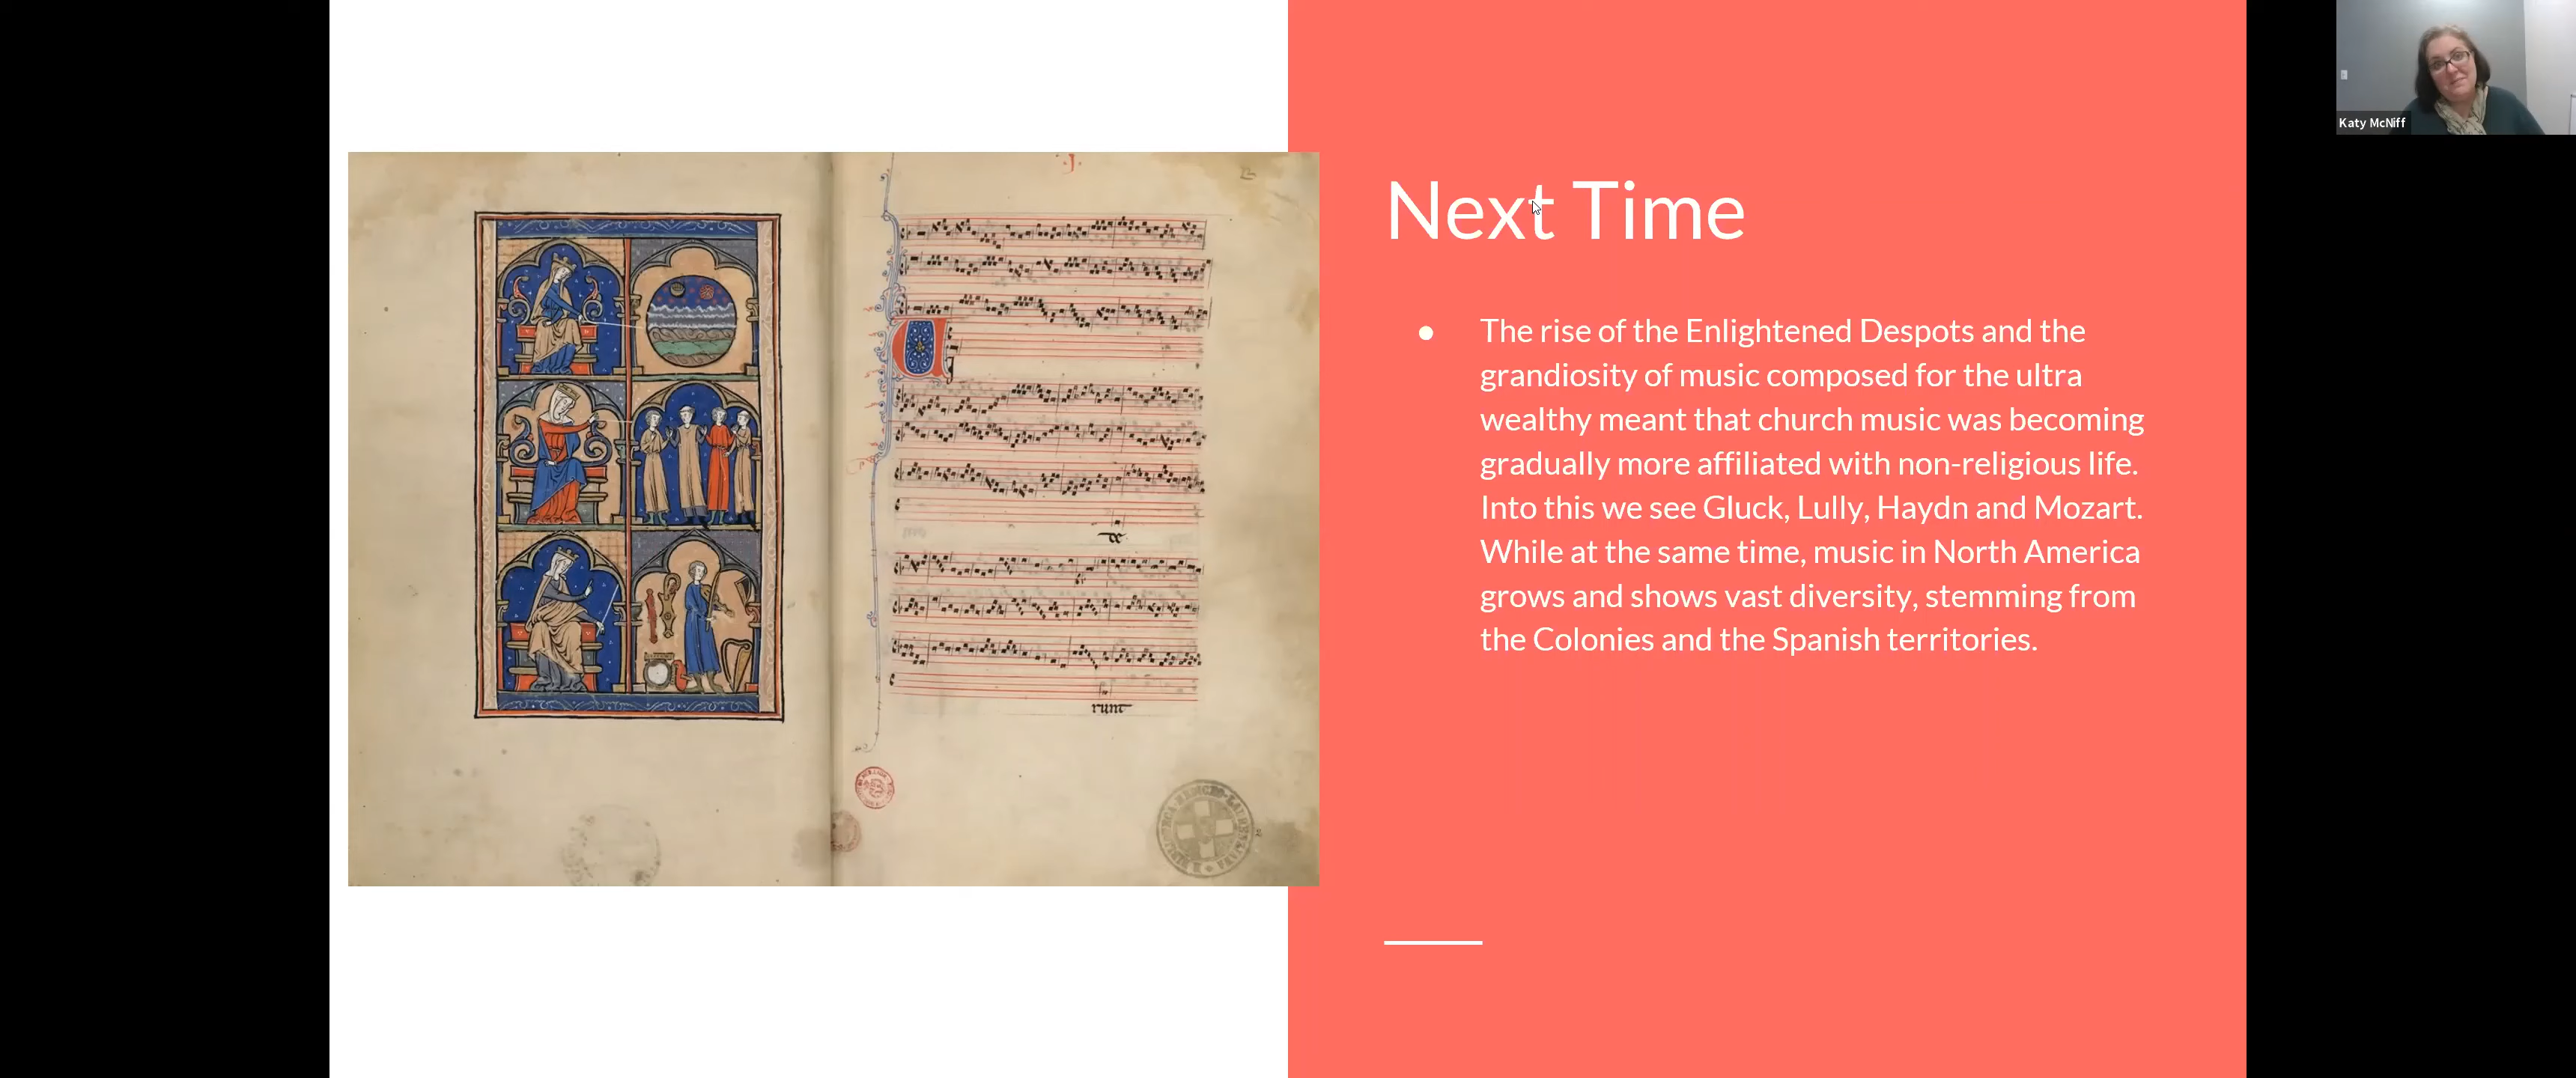 Next Time
● The rise of the Enlightened Despots and the
grandiosity of music composed for the ultra
wealthy meant that church music was becoming
gradually more affiliated with non-religious life.
Into this we see Gluck, Lully, Haydn and Mozart.
While at the same time, music in North America
grows and shows vast diversity, stemming from
the Colonies and the Spanish territories.
de
runt
Katy McNiff